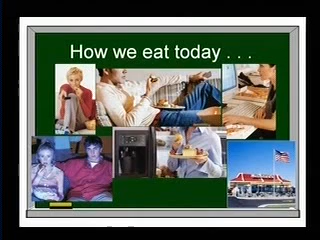 How we eat today . . .